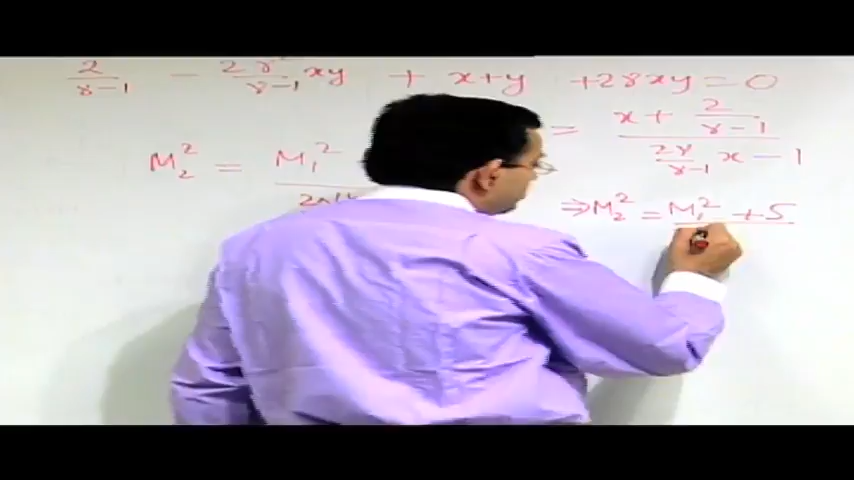 2/(γ-1) - 2γ/(γ-1) xy + x+y + 2γxy = 0
= (x + 2/(γ-1)) / (2γ/(γ-1) x - 1)
M₂² = M₁²
⇒ M₂² = M₁² + 5